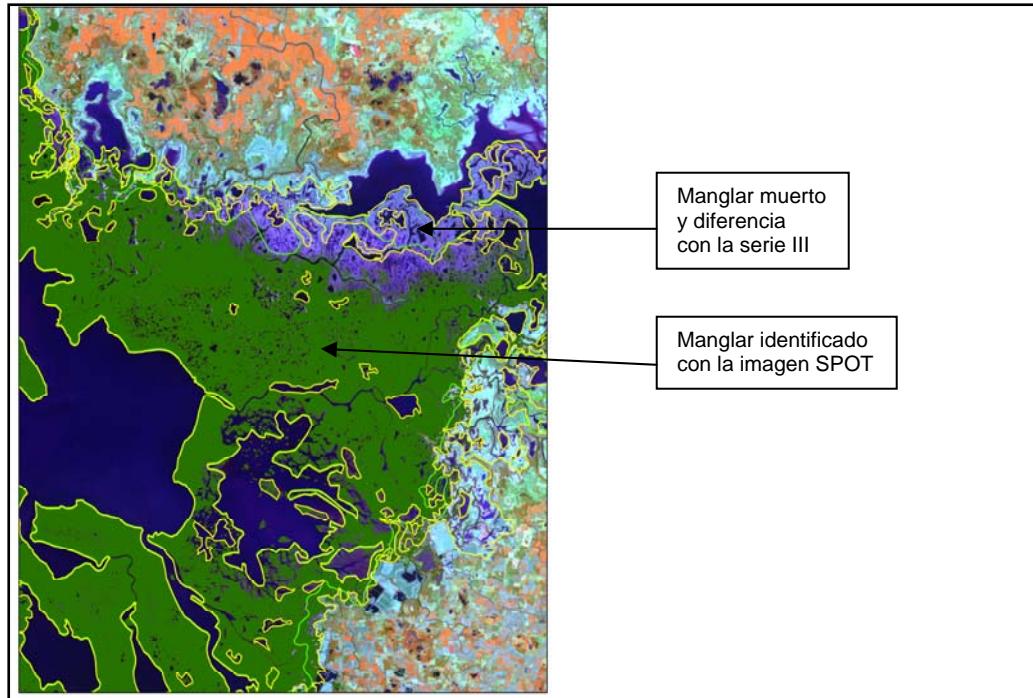 Manglar muerto
y diferencia
con la serie III
Manglar identificado
con la imagen SPOT